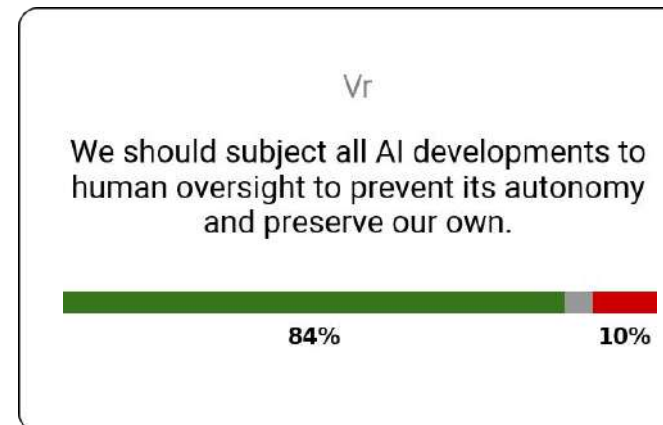 Vr
We should subject all AI developments to
human oversight to prevent its autonomy
and preserve our own.
84%
10%